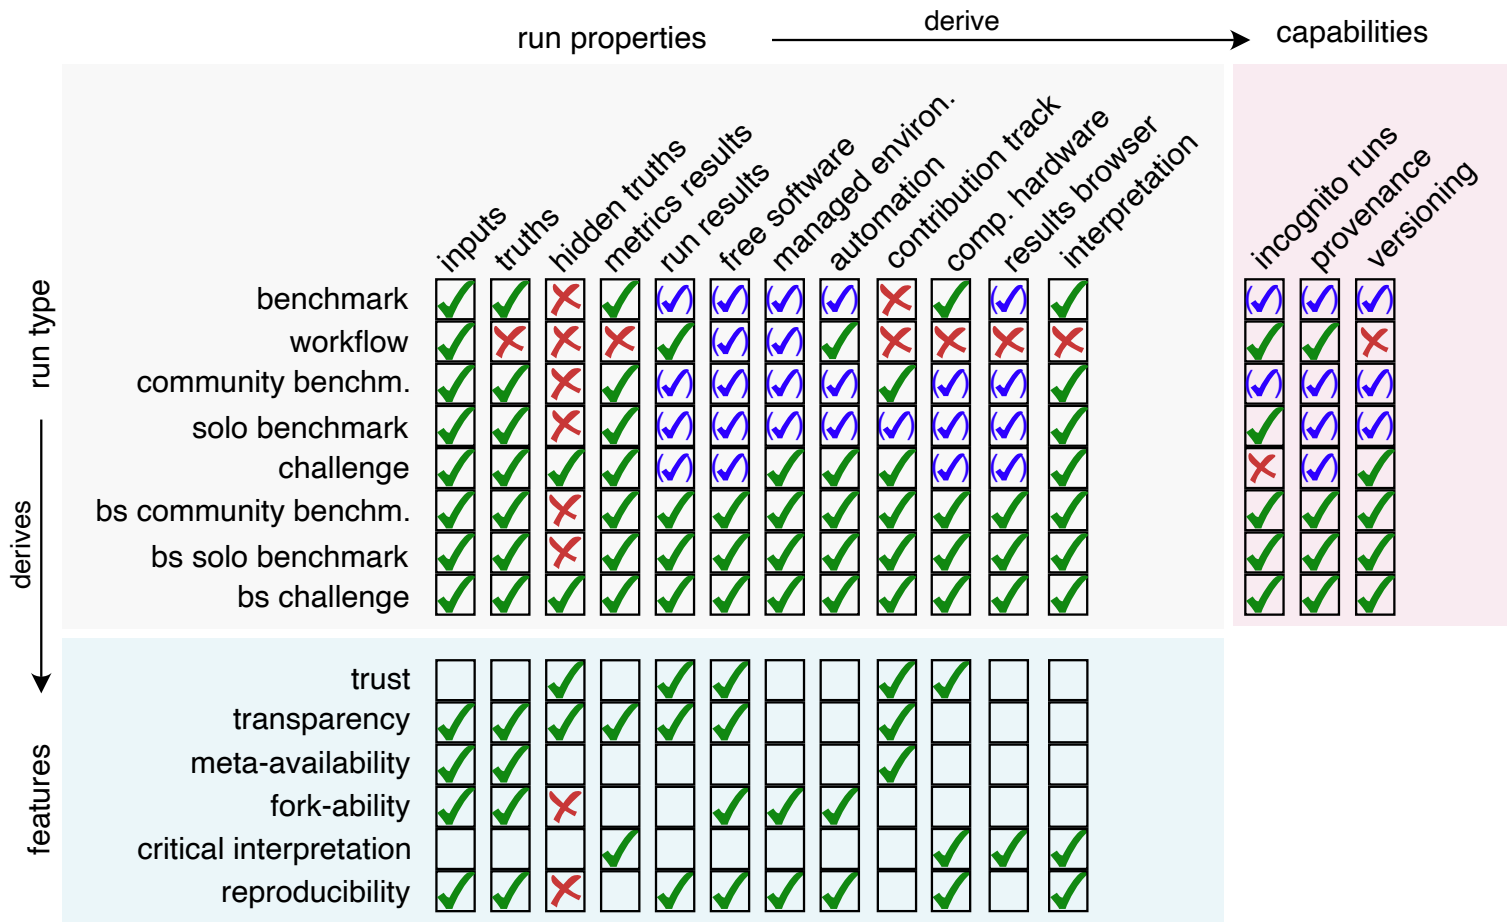 run properties
derive
capabilities
inputs
truths
hidden truths
metrics results
run results
free software
managed environ.
automation
contribution track
comp. hardware
results browser
interpretation
incognito runs
provenance
versioning
run type
derives
features
benchmark
workflow
community benchm.
solo benchmark
challenge
bs community benchm.
bs solo benchmark
bs challenge
trust
transparency
meta-availability
fork-ability
critical interpretation
reproducibility